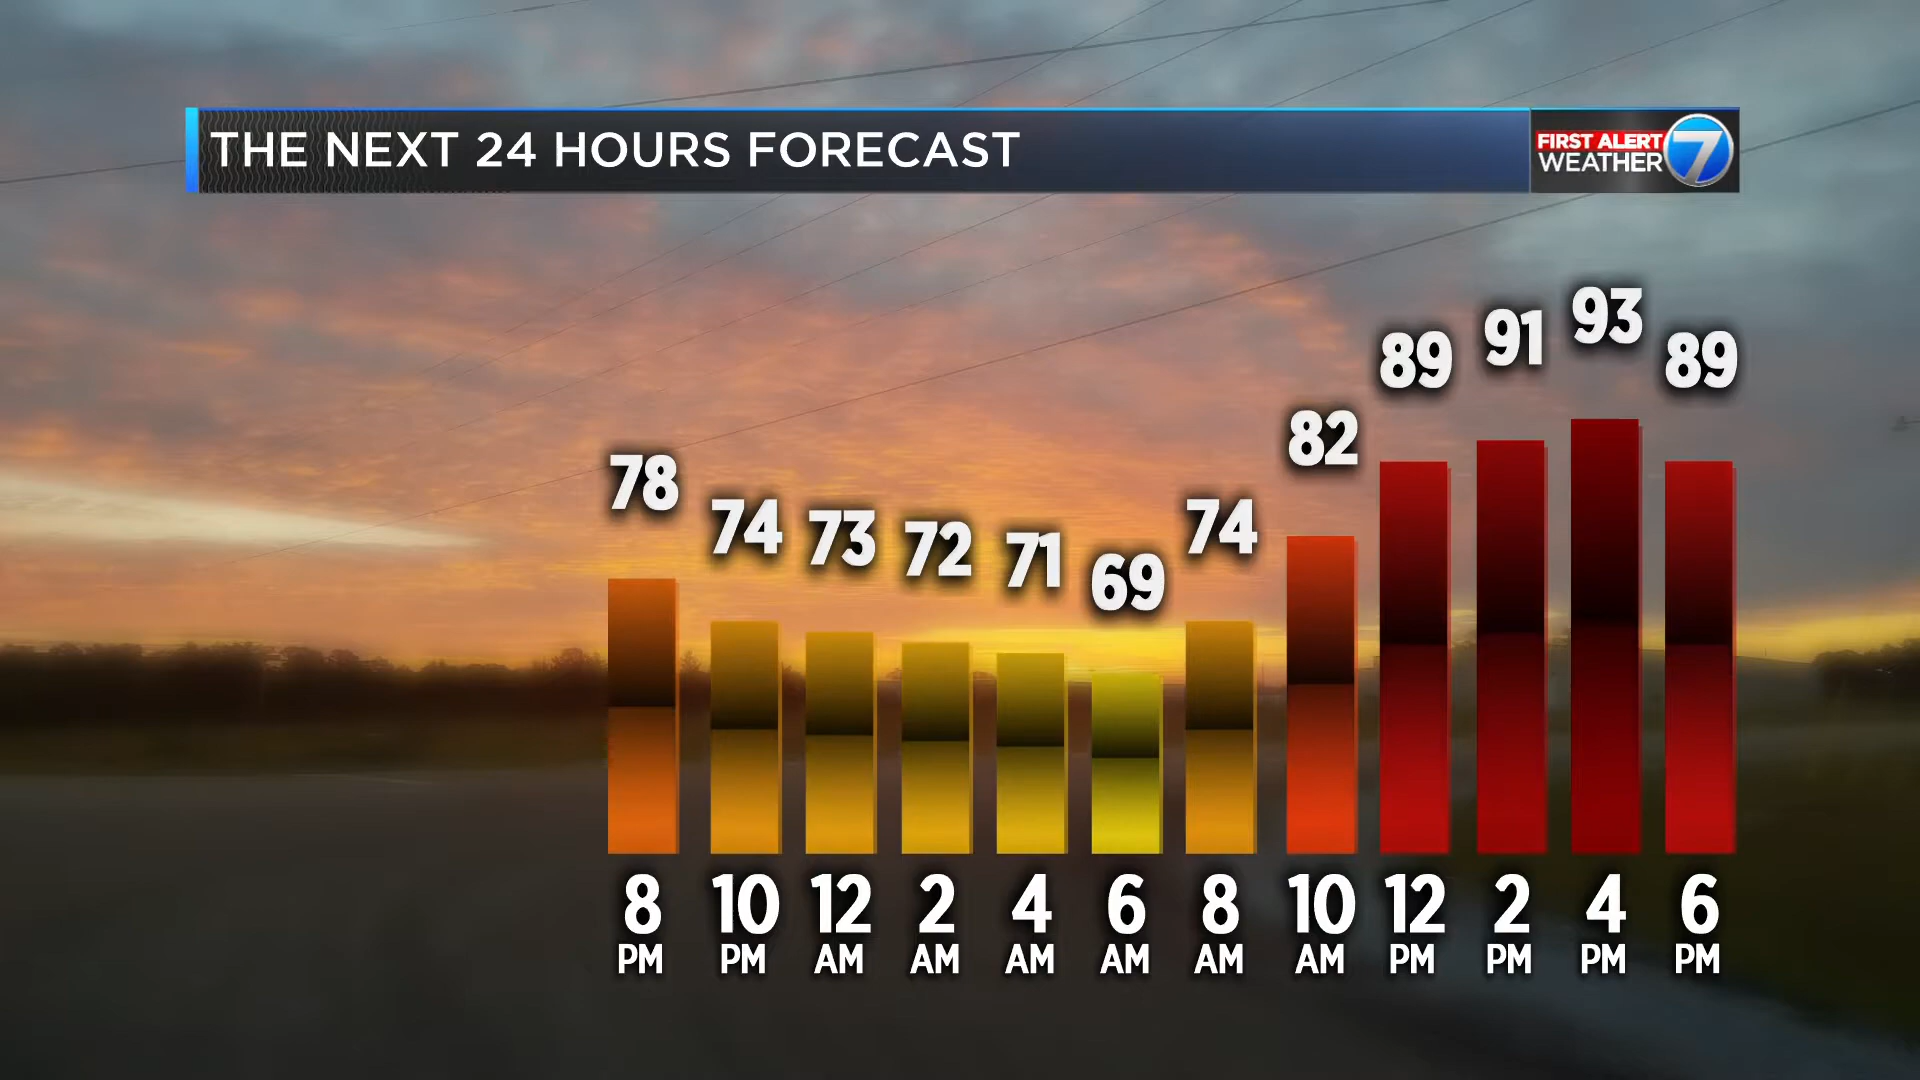 THE NEXT 24 HOURS FORECAST
FIRST ALERT
WEATHER 7
78 74 73 72 71 69 74 82 89 91 93 89
8 10 12 2 4 6 8 10 12 2 4 6
PM PM AM AM AM AM AM AM PM PM PM PM